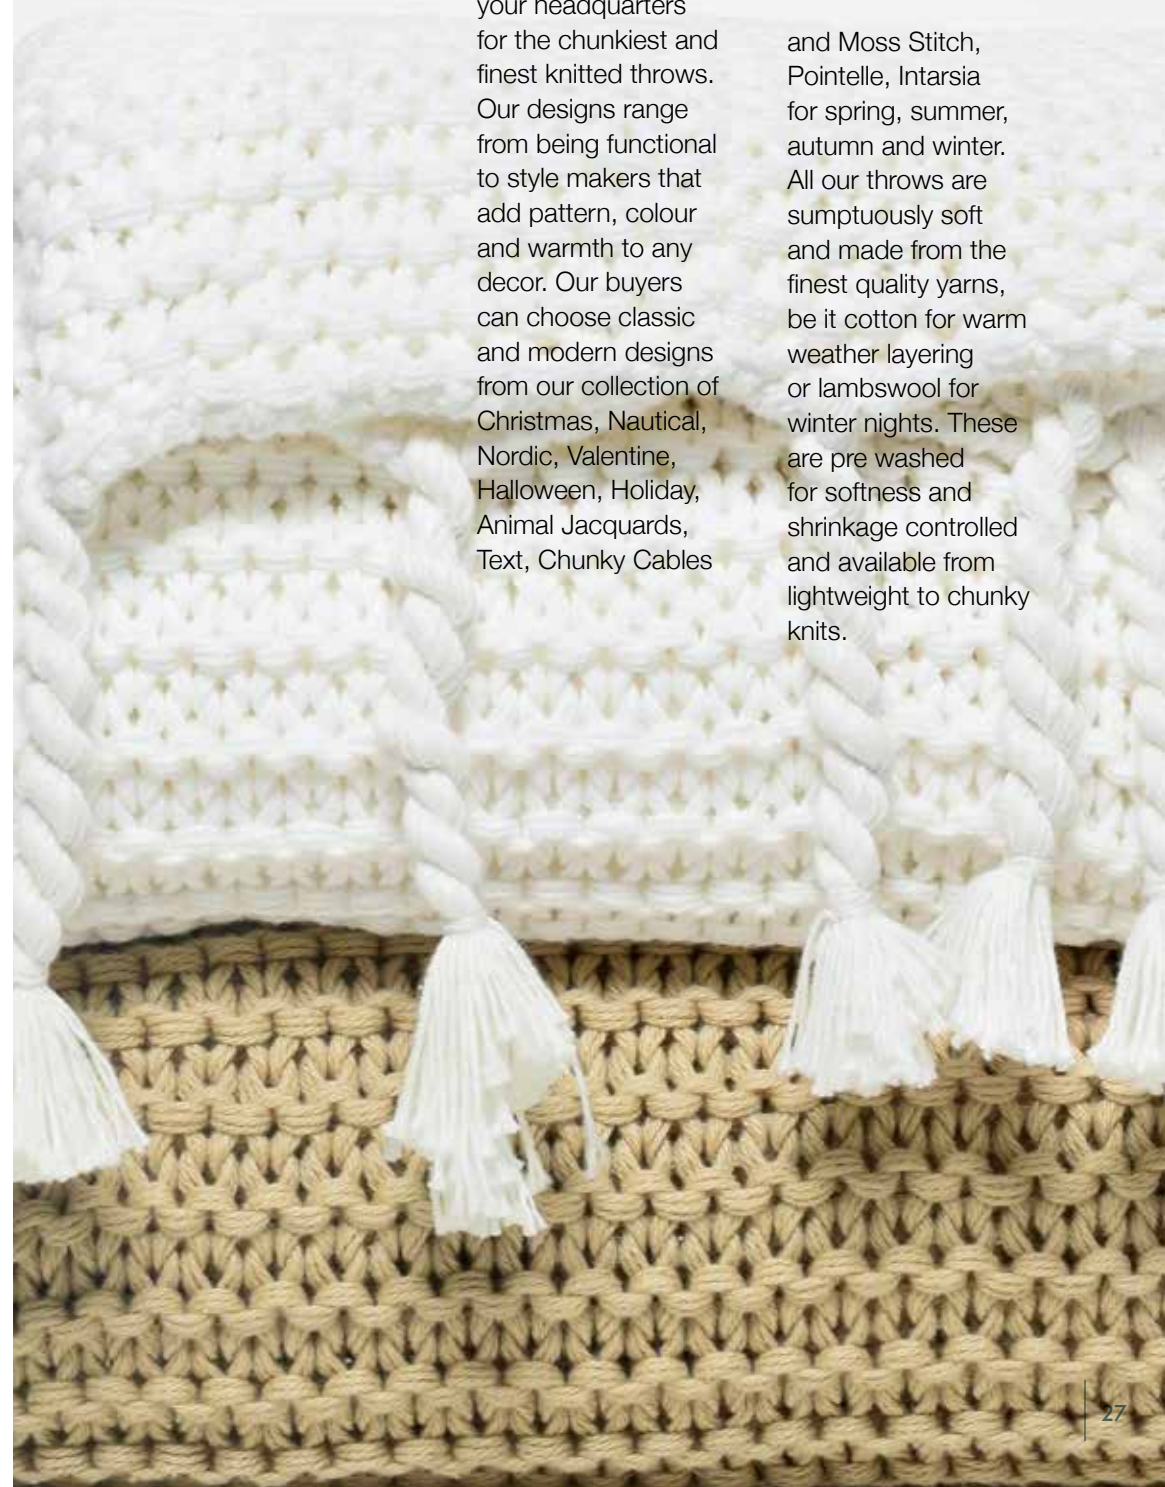 your headquarters
for the chunkiest and
finest knitted throws.
Our designs range
from being functional
to style makers that
add pattern, colour
and warmth to any
decor. Our buyers
can choose classic
and modern designs
from our collection of
Christmas, Nautical,
Nordic, Valentine,
Halloween, Holiday,
Animal Jacquards,
Text, Chunky Cables
and Moss Stitch,
Pointelle, Intarsia
for spring, summer,
autumn and winter.
All our throws are
sumptuously soft
and made from the
finest quality yarns,
be it cotton for warm
weather layering
or lambswool for
winter nights. These
are pre washed
for softness and
shrinkage controlled
and available from
lightweight to chunky
knits.
27